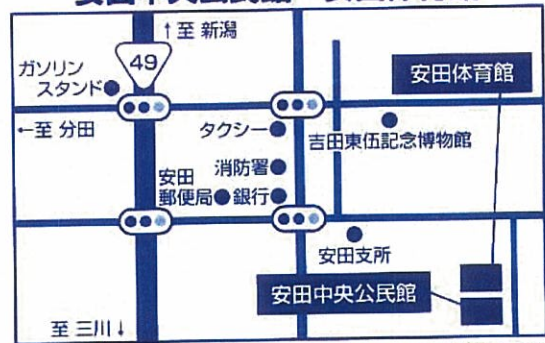 ↑至 新潟
49
ガソリン
スタンド
安田体育館
←至 分田
タクシー
吉田東伍記念博物館
消防署
安田
郵便局
銀行
安田支所
安田中央公民館
至 三川↓